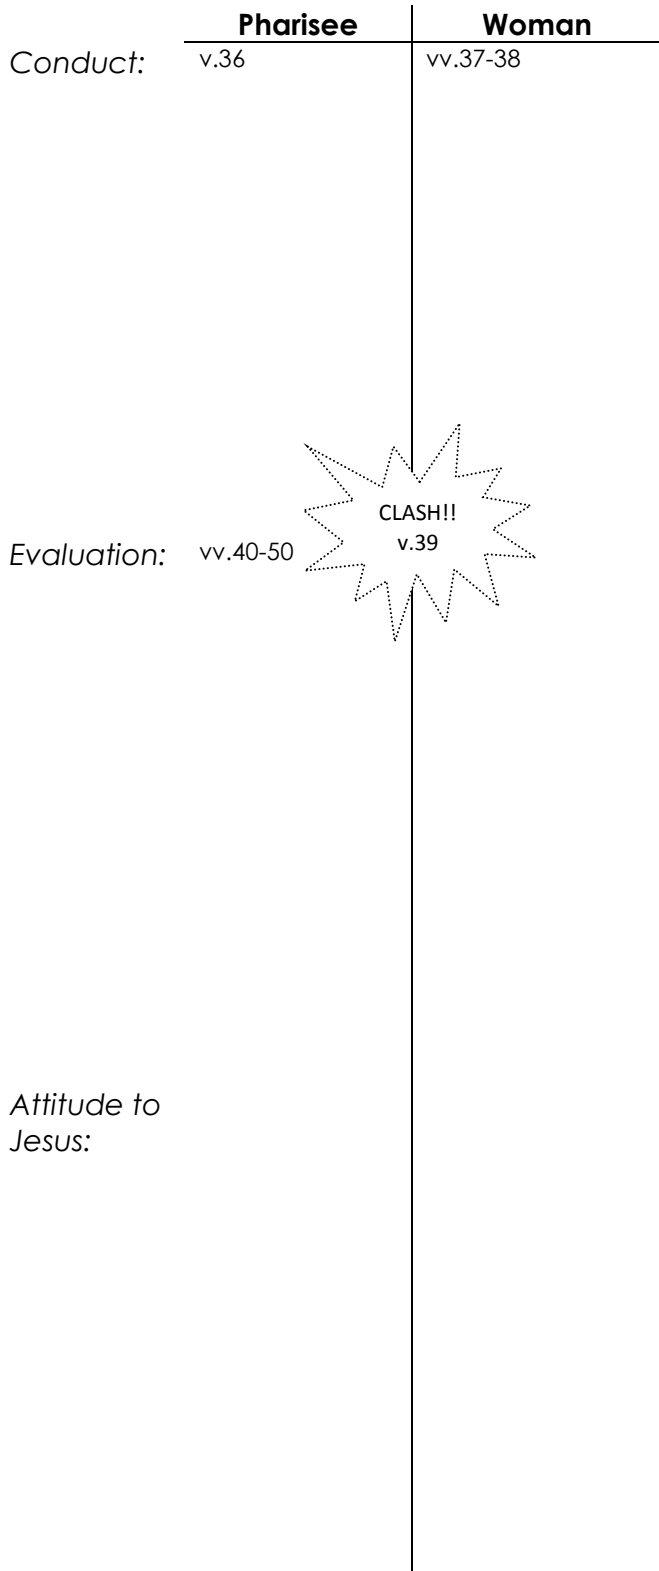 Pharisee Woman
Conduct: v.36 vv.37-38
CLASH!!
v.39
Evaluation: vv.40-50
Attitude to
Jesus: